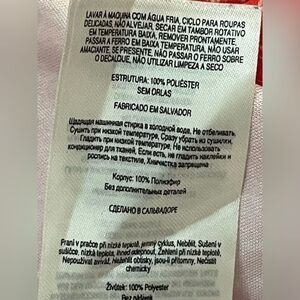 LAVAR À MAQUINA COM ÁGUA FRIA, CICLO PARA ROUPAS
DELICADAS, NÃO ALVEJAR, SECAR EM TAMBOR ROTATIVO
EM TEMPERATURA BAIXA, REMOVER PRONTAMENTE,
PASSAR A FERRO EM BAIXA TEMPERATURA, NÃO USAR
AMACIANTE, SE PRESENTE, NÃO PASSAR O FERRO SOBRE
O DECALQUE, NÃO UTILIZAR LIMPEZA A SECO
ESTRUTURA: 100% POLIÉSTER
SEM ORLAS
FABRICADO EM SALVADOR
Щадящая машинная стирка в холодной воде. Не отбеливать.
Сушить при низкой температуре. Сразу убрать из сушилки.
Гладить при низкой температуре. Не использовать
кондиционер для тканей. Если есть, не гладить наклейки и
роспись на текстиле. Химчистка запрещена
Корпус: 100% Полиэфир
Без дополнительных деталей
СДЕЛАНО В САЛЬВАДОРЕ
Praní v pračce při nízké teplotě, jemný cyklus, Nebělit, Sušení v
sušičce, nízká teplota, ihned odejmout, Žehlení při nízké teplotě,
Nepoužívat aviváž, Nežehlit obtisky, jsou-li přítomny, Nečistit
chemicky
Živůtek: 100% Polyester
Bez